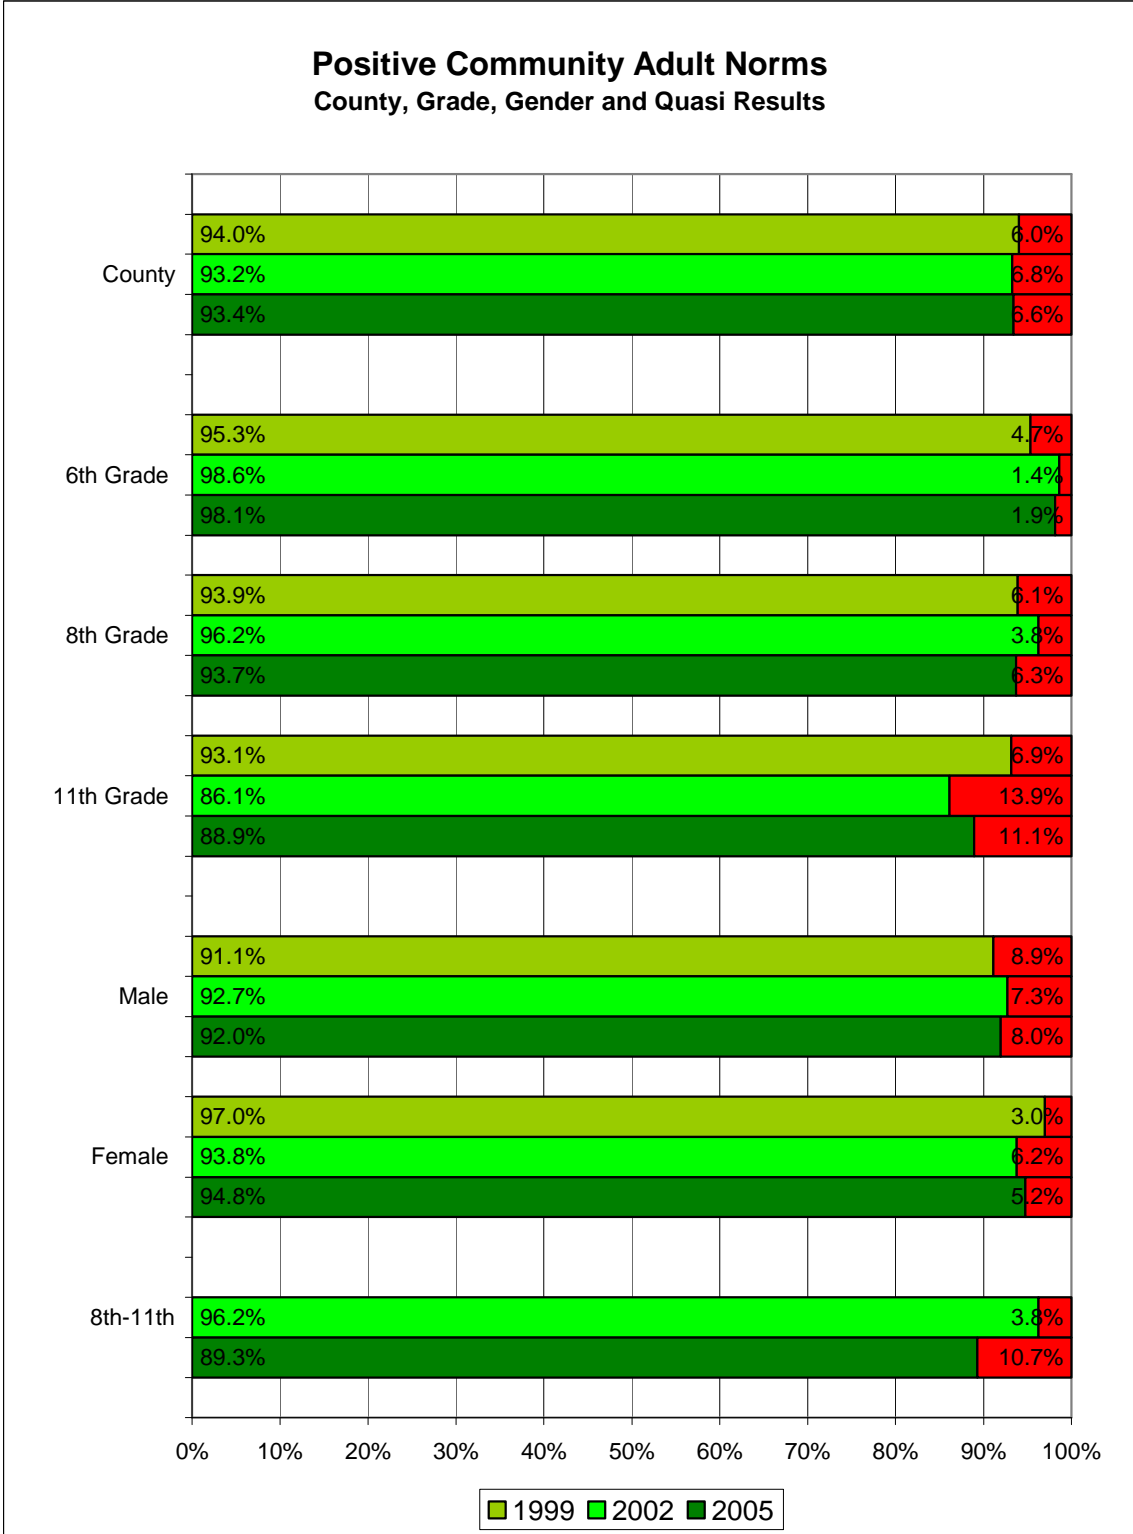 Positive Community Adult Norms
County, Grade, Gender and Quasi Results
County
94.0% 6.0%
93.2% 6.8%
93.4% 6.6%
6th Grade
95.3% 4.7%
98.6% 1.4%
98.1% 1.9%
8th Grade
93.9% 6.1%
96.2% 3.8%
93.7% 6.3%
11th Grade
93.1% 6.9%
86.1% 13.9%
88.9% 11.1%
Male
91.1% 8.9%
92.7% 7.3%
92.0% 8.0%
Female
97.0% 3.0%
93.8% 6.2%
94.8% 5.2%
8th-11th
96.2% 3.8%
89.3% 10.7%
0% 10% 20% 30% 40% 50% 60% 70% 80% 90% 100%
1999 2002 2005